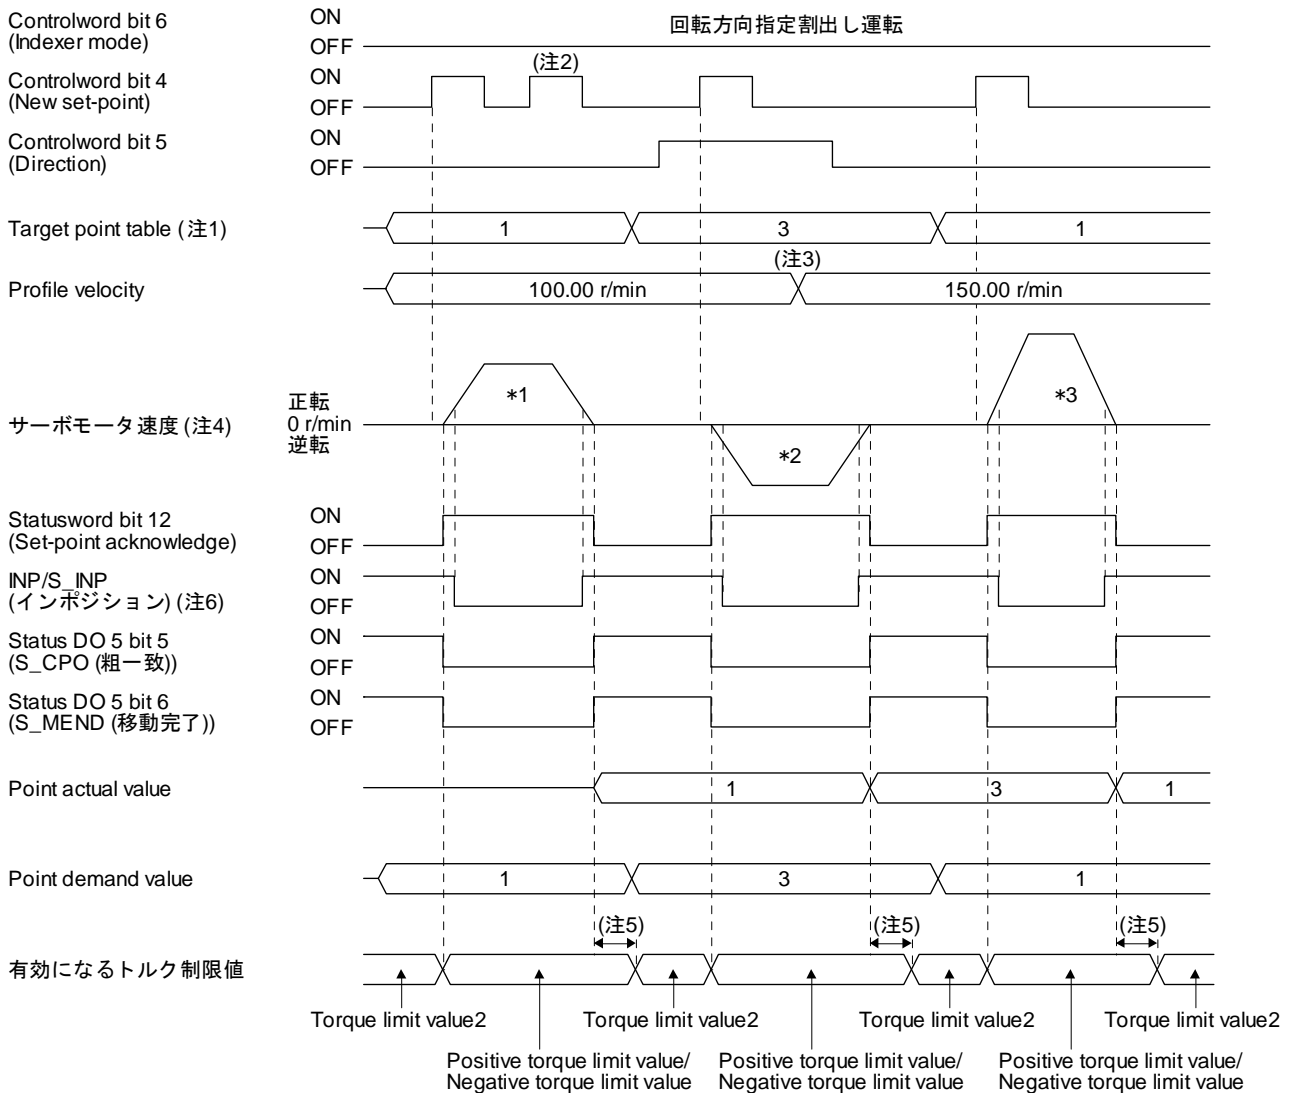 Controlword bit 6
(Indexer mode)
ON
OFF
回転方向指定割出し運転
Controlword bit 4
(New set-point)
ON
OFF
(注2)
Controlword bit 5
(Direction)
ON
OFF
Target point table (注1)
1
3
1
Profile velocity
100.00 r/min
(注3)
150.00 r/min
サーボモータ速度 (注4)
正転
0 r/min
逆転
*1
*2
*3
Statusword bit 12
(Set-point acknowledge)
ON
OFF
INP/S_INP
(インポジション) (注6)
ON
OFF
Status DO 5 bit 5
(S_CPO (粗一致))
ON
OFF
Status DO 5 bit 6
(S_MEND (移動完了))
ON
OFF
Point actual value
1
3
1
Point demand value
1
3
1
(注5)
(注5)
(注5)
有効になるトルク制限値
Torque limit value2
Torque limit value2
Torque limit value2
Torque limit value2
Positive torque limit value/
Negative torque limit value
Positive torque limit value/
Negative torque limit value
Positive torque limit value/
Negative torque limit value